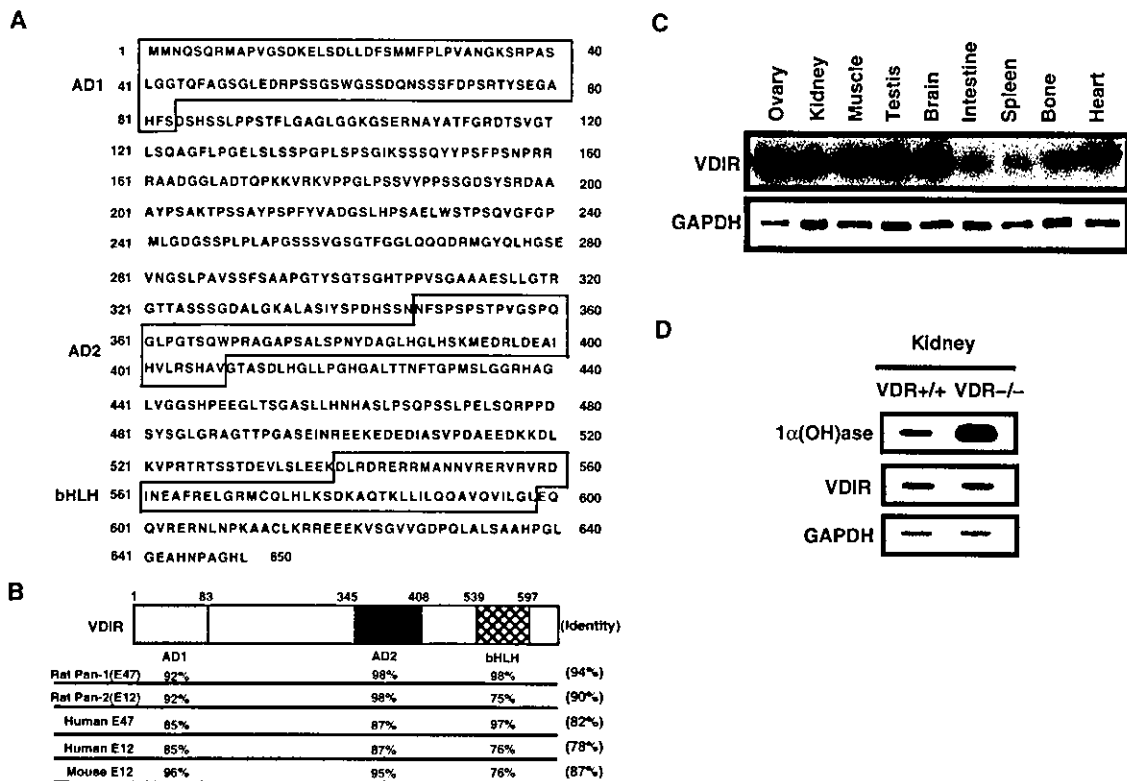 A
1 MMNQSQRMAPVGSDKELSDLLDFSMMFPLPVANGKSRPAS 40
AD1 41 LGGTQFAGSGLEDRPSSGSWGSSDQNSSSFDPSRTYSEGA 80
81 HFSDSHSSLPPSTFLGAGLGGKGSERNAYATFGRDTSVGT 120
121 LSQAGFLPGELSLSSPGPLSPSGIKSSSQYYPSFPSNPRR 160
161 RAADGGLADTQPKKVRKVPPGLPSSVYPPSSGDSYSRDAA 200
201 AYPSAKTPSSAYPSPFYVADGSLHPSAELWSTPSQVGFGP 240
241 MLGDGSSPLPLAPGSSSVGSGTFGGLQQQDRMGYQLHGSE 280
281 VNGSLPAVSSFSAAPGTYSGTSGHTPPVSGAAAESLLGTR 320
321 GTTASSSGDALGKALASIYSPDHSSNNFSPSPSTPVGSPQ 360
AD2 361 GLPGTSQWPRAGAPSALSPNYDAGLHGLHSKMEDRLDEAI 400
401 HVLRSHAVGTASDLHGLLPGHGALTTNFTGPMSLGGRHAG 440
441 LVGGSHPEEGLTSGASLLHNHASLPSQPSSLPELSQRPPD 480
481 SYSGLGRAGTTPGASEINREEKEDEDIASVPDAEEDKKDL 520
521 KVPRTRTSSTDEVLSLEEKDLRDRERRMANNVRERVRVRD 560
bHLH 561 INEAFRELGRMCQLHLKSDKAQTKLLILQQAVQVILGLEQ 600
601 QVRERNLNPKAACLKRREEEKVSGVVGDPQLALSAAHPGL 640
641 GEAHNPAGHL 650
B
1 83 345 408 539 597
VDIR (Identity)
AD1 AD2 bHLH
Rat Pan-1(E47) 92% 98% 98% (94%)
Rat Pan-2(E12) 92% 98% 75% (90%)
Human E47 85% 87% 97% (82%)
Human E12 85% 87% 76% (78%)
Mouse E12 96% 95% 76% (87%)
C
Ovary Kidney Muscle Testis Brain Intestine Spleen Bone Heart
VDIR
GAPDH
D
Kidney
VDR+/+ VDR−/−
1α(OH)ase
VDIR
GAPDH